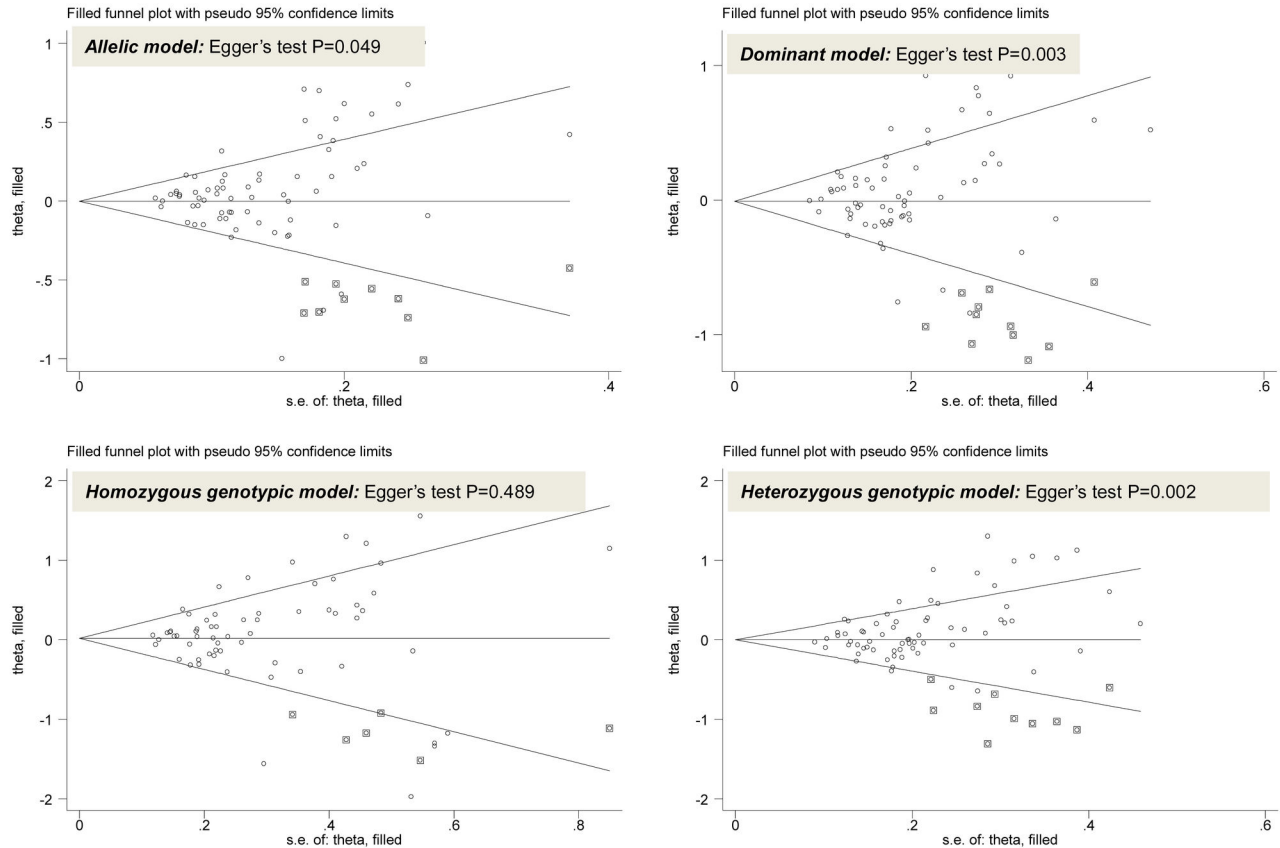 Filled funnel plot with pseudo 95% confidence limits
Allelic model: Egger's test P=0.049
1
.5
0
-.5
-1
theta, filled
0
.2
.4
s.e. of: theta, filled
Filled funnel plot with pseudo 95% confidence limits
Dominant model: Egger's test P=0.003
1
0
-1
theta, filled
0
.2
.4
.6
s.e. of: theta, filled
Filled funnel plot with pseudo 95% confidence limits
Homozygous genotypic model: Egger's test P=0.489
2
1
0
-1
-2
theta, filled
0
.2
.4
.6
.8
s.e. of: theta, filled
Filled funnel plot with pseudo 95% confidence limits
Heterozygous genotypic model: Egger's test P=0.002
2
1
0
-1
-2
theta, filled
0
.2
.4
.6
s.e. of: theta, filled